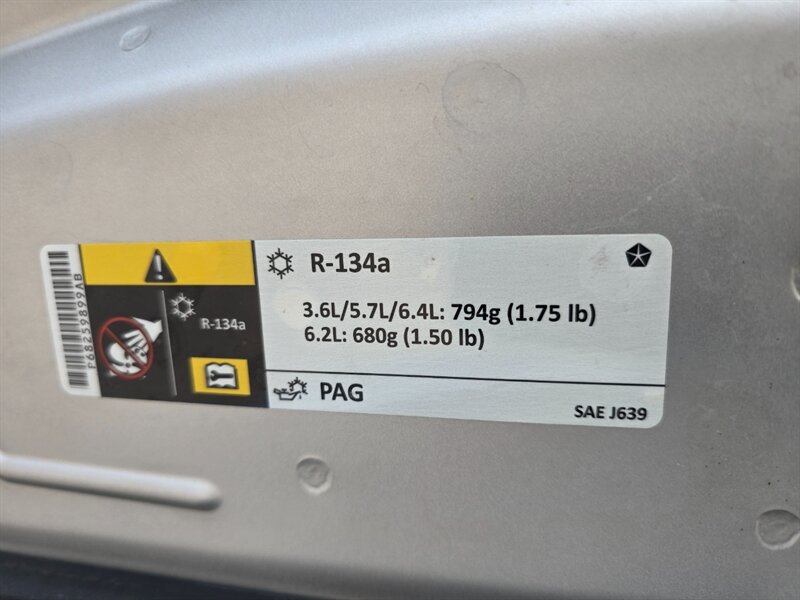 P68259899AB
R-134a
R-134a
3.6L/5.7L/6.4L: 794g (1.75 lb)
6.2L: 680g (1.50 lb)
PAG
SAE J639